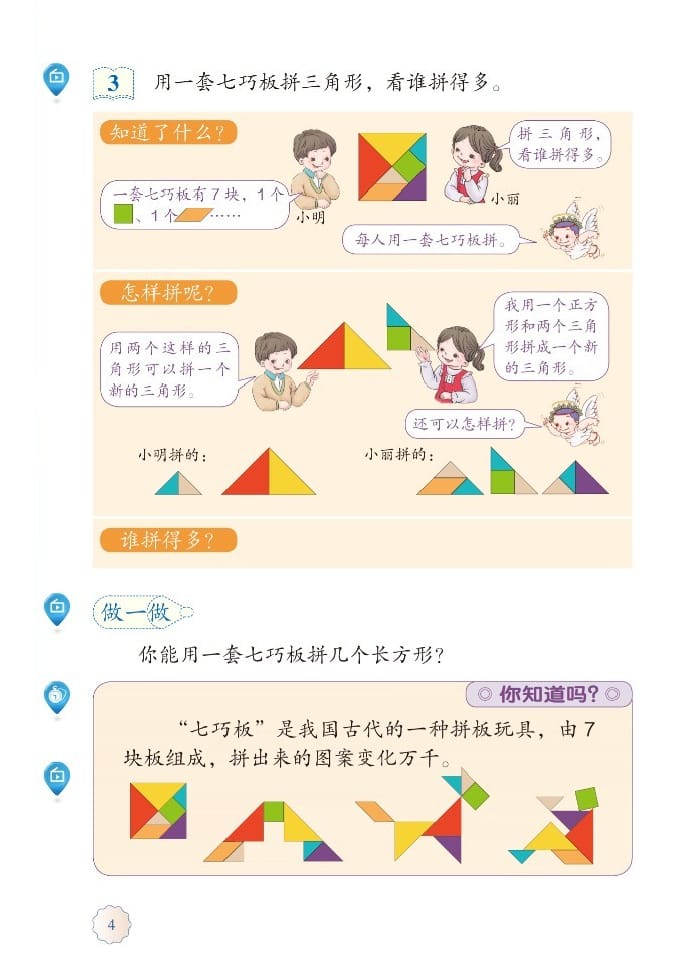 3 用一套七巧板拼三角形，看谁拼得多。
知道了什么？
拼三角形，
看谁拼得多。
一套七巧板有7块，1个
、1个……
小明
小丽
每人用一套七巧板拼。
怎样拼呢？
用两个这样的三
角形可以拼一个
新的三角形。
我用一个正方
形和两个三角
形拼成一个新
的三角形。
还可以怎样拼？
小明拼的：
小丽拼的：
谁拼得多？
做一做
你能用一套七巧板拼几个长方形？
你知道吗？
“七巧板”是我国古代的一种拼板玩具，由7
块板组成，拼出来的图案变化万千。
4